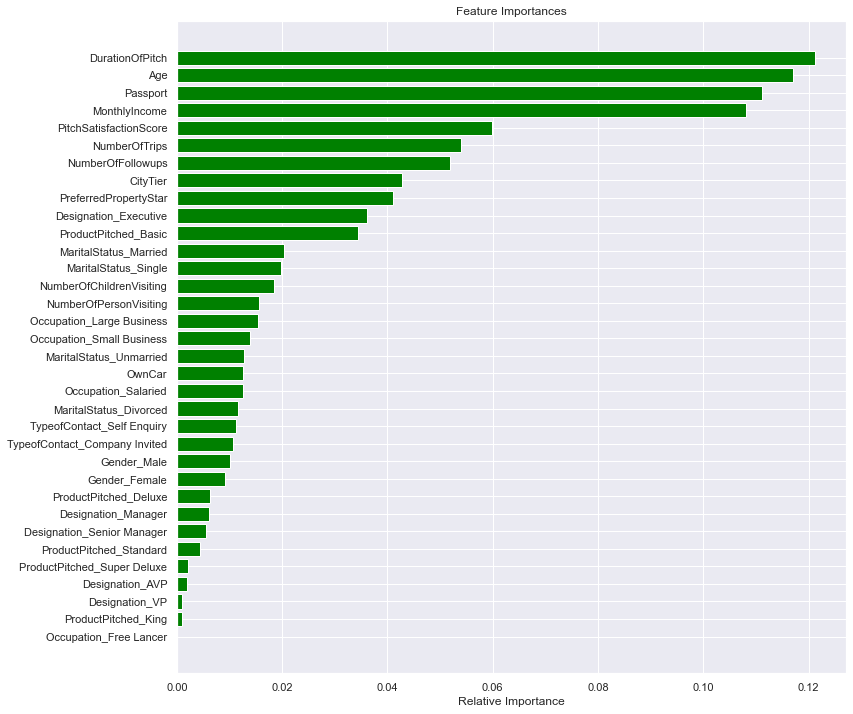 Feature Importances
DurationOfPitch
Age
Passport
MonthlyIncome
PitchSatisfactionScore
NumberOfTrips
NumberOfFollowups
CityTier
PreferredPropertyStar
Designation_Executive
ProductPitched_Basic
MaritalStatus_Married
MaritalStatus_Single
NumberOfChildrenVisiting
NumberOfPersonVisiting
Occupation_Large Business
Occupation_Small Business
MaritalStatus_Unmarried
OwnCar
Occupation_Salaried
MaritalStatus_Divorced
TypeofContact_Self Enquiry
TypeofContact_Company Invited
Gender_Male
Gender_Female
ProductPitched_Deluxe
Designation_Manager
Designation_Senior Manager
ProductPitched_Standard
ProductPitched_Super Deluxe
Designation_AVP
Designation_VP
ProductPitched_King
Occupation_Free Lancer
0.00 0.02 0.04 0.06 0.08 0.10 0.12
Relative Importance